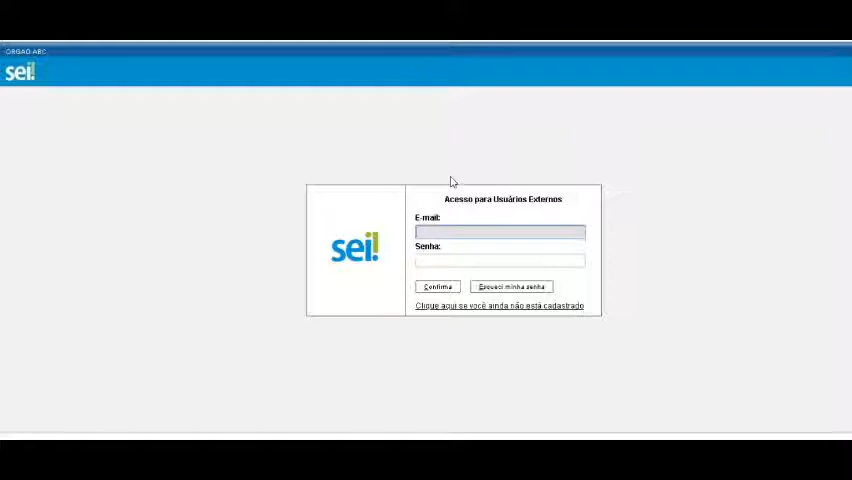 ORGAO ABC
sei!
Acesso para Usuários Externos
E-mail:
sei!
Senha:
Confirma
Esqueci minha senha
Clique aqui se você ainda não está cadastrado